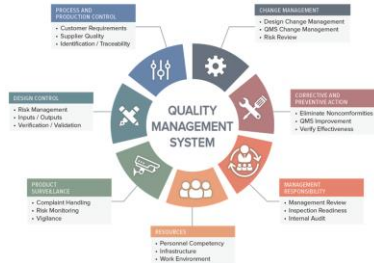 PROCESS AND
PRODUCTION CONTROL
• Customer Requirements
• Supplier Quality
• Identification / Traceability
CHANGE MANAGEMENT
• Design Change Management
• QMS Change Management
• Risk Review
DESIGN CONTROL
• Risk Management
• Inputs / Outputs
• Verification / Validation
QUALITY
MANAGEMENT
SYSTEM
CORRECTIVE AND
PREVENTIVE ACTION
• Eliminate Nonconformities
• QMS Improvement
• Verify Effectiveness
PRODUCT
SURVEILLANCE
• Complaint Handling
• Risk Monitoring
• Vigilance
MANAGEMENT
RESPONSIBILITY
• Management Review
• Inspection Readiness
• Internal Audit
RESOURCES
• Personnel Competency
• Infrastructure
• Work Environment